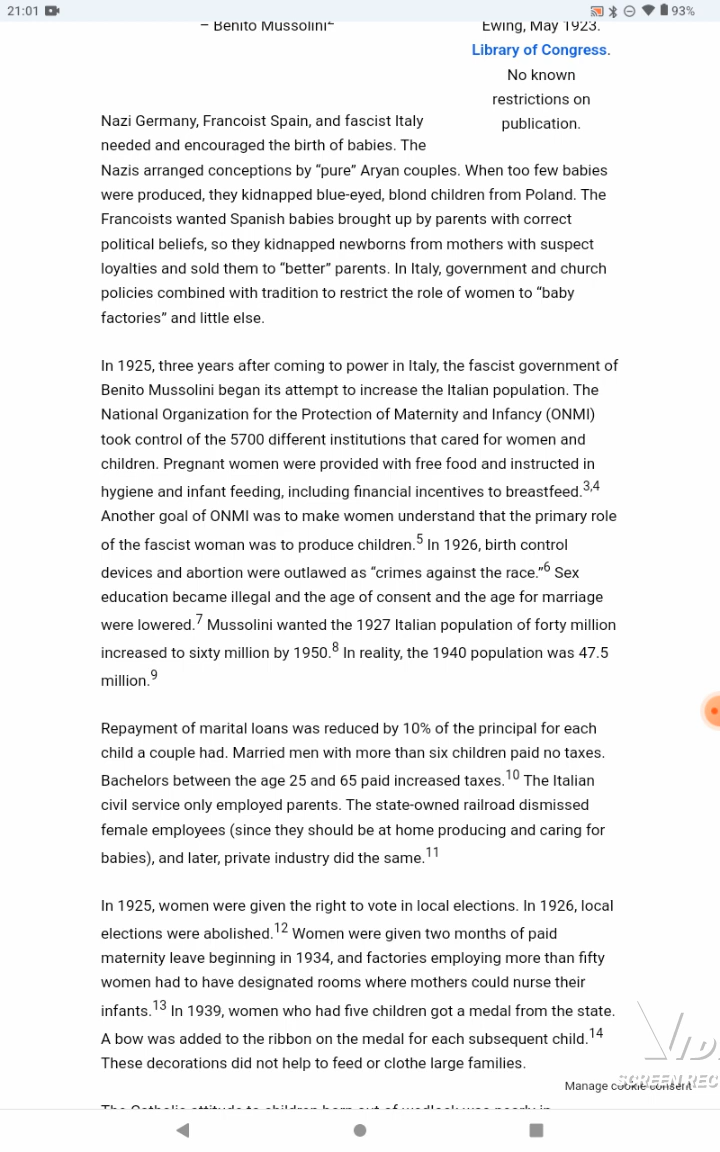 21:01
93%
– Benito Mussolini²
Ewing, May 1923.
Library of Congress.
No known
restrictions on
publication.
Nazi Germany, Francoist Spain, and fascist Italy
needed and encouraged the birth of babies. The
Nazis arranged conceptions by “pure” Aryan couples. When too few babies
were produced, they kidnapped blue-eyed, blond children from Poland. The
Francoists wanted Spanish babies brought up by parents with correct
political beliefs, so they kidnapped newborns from mothers with suspect
loyalties and sold them to “better” parents. In Italy, government and church
policies combined with tradition to restrict the role of women to “baby
factories” and little else.
In 1925, three years after coming to power in Italy, the fascist government of
Benito Mussolini began its attempt to increase the Italian population. The
National Organization for the Protection of Maternity and Infancy (ONMI)
took control of the 5700 different institutions that cared for women and
children. Pregnant women were provided with free food and instructed in
hygiene and infant feeding, including financial incentives to breastfeed.3,4
Another goal of ONMI was to make women understand that the primary role
of the fascist woman was to produce children.5 In 1926, birth control
devices and abortion were outlawed as “crimes against the race.”6 Sex
education became illegal and the age of consent and the age for marriage
were lowered.7 Mussolini wanted the 1927 Italian population of forty million
increased to sixty million by 1950.8 In reality, the 1940 population was 47.5
million.9
Repayment of marital loans was reduced by 10% of the principal for each
child a couple had. Married men with more than six children paid no taxes.
Bachelors between the age 25 and 65 paid increased taxes.10 The Italian
civil service only employed parents. The state-owned railroad dismissed
female employees (since they should be at home producing and caring for
babies), and later, private industry did the same.11
In 1925, women were given the right to vote in local elections. In 1926, local
elections were abolished.12 Women were given two months of paid
maternity leave beginning in 1934, and factories employing more than fifty
women had to have designated rooms where mothers could nurse their
infants.13 In 1939, women who had five children got a medal from the state.
A bow was added to the ribbon on the medal for each subsequent child.14
These decorations did not help to feed or clothe large families.
Manage cookie consent
SCREEN REC
The Catholic attitude to children born out of wedlock was nearly in